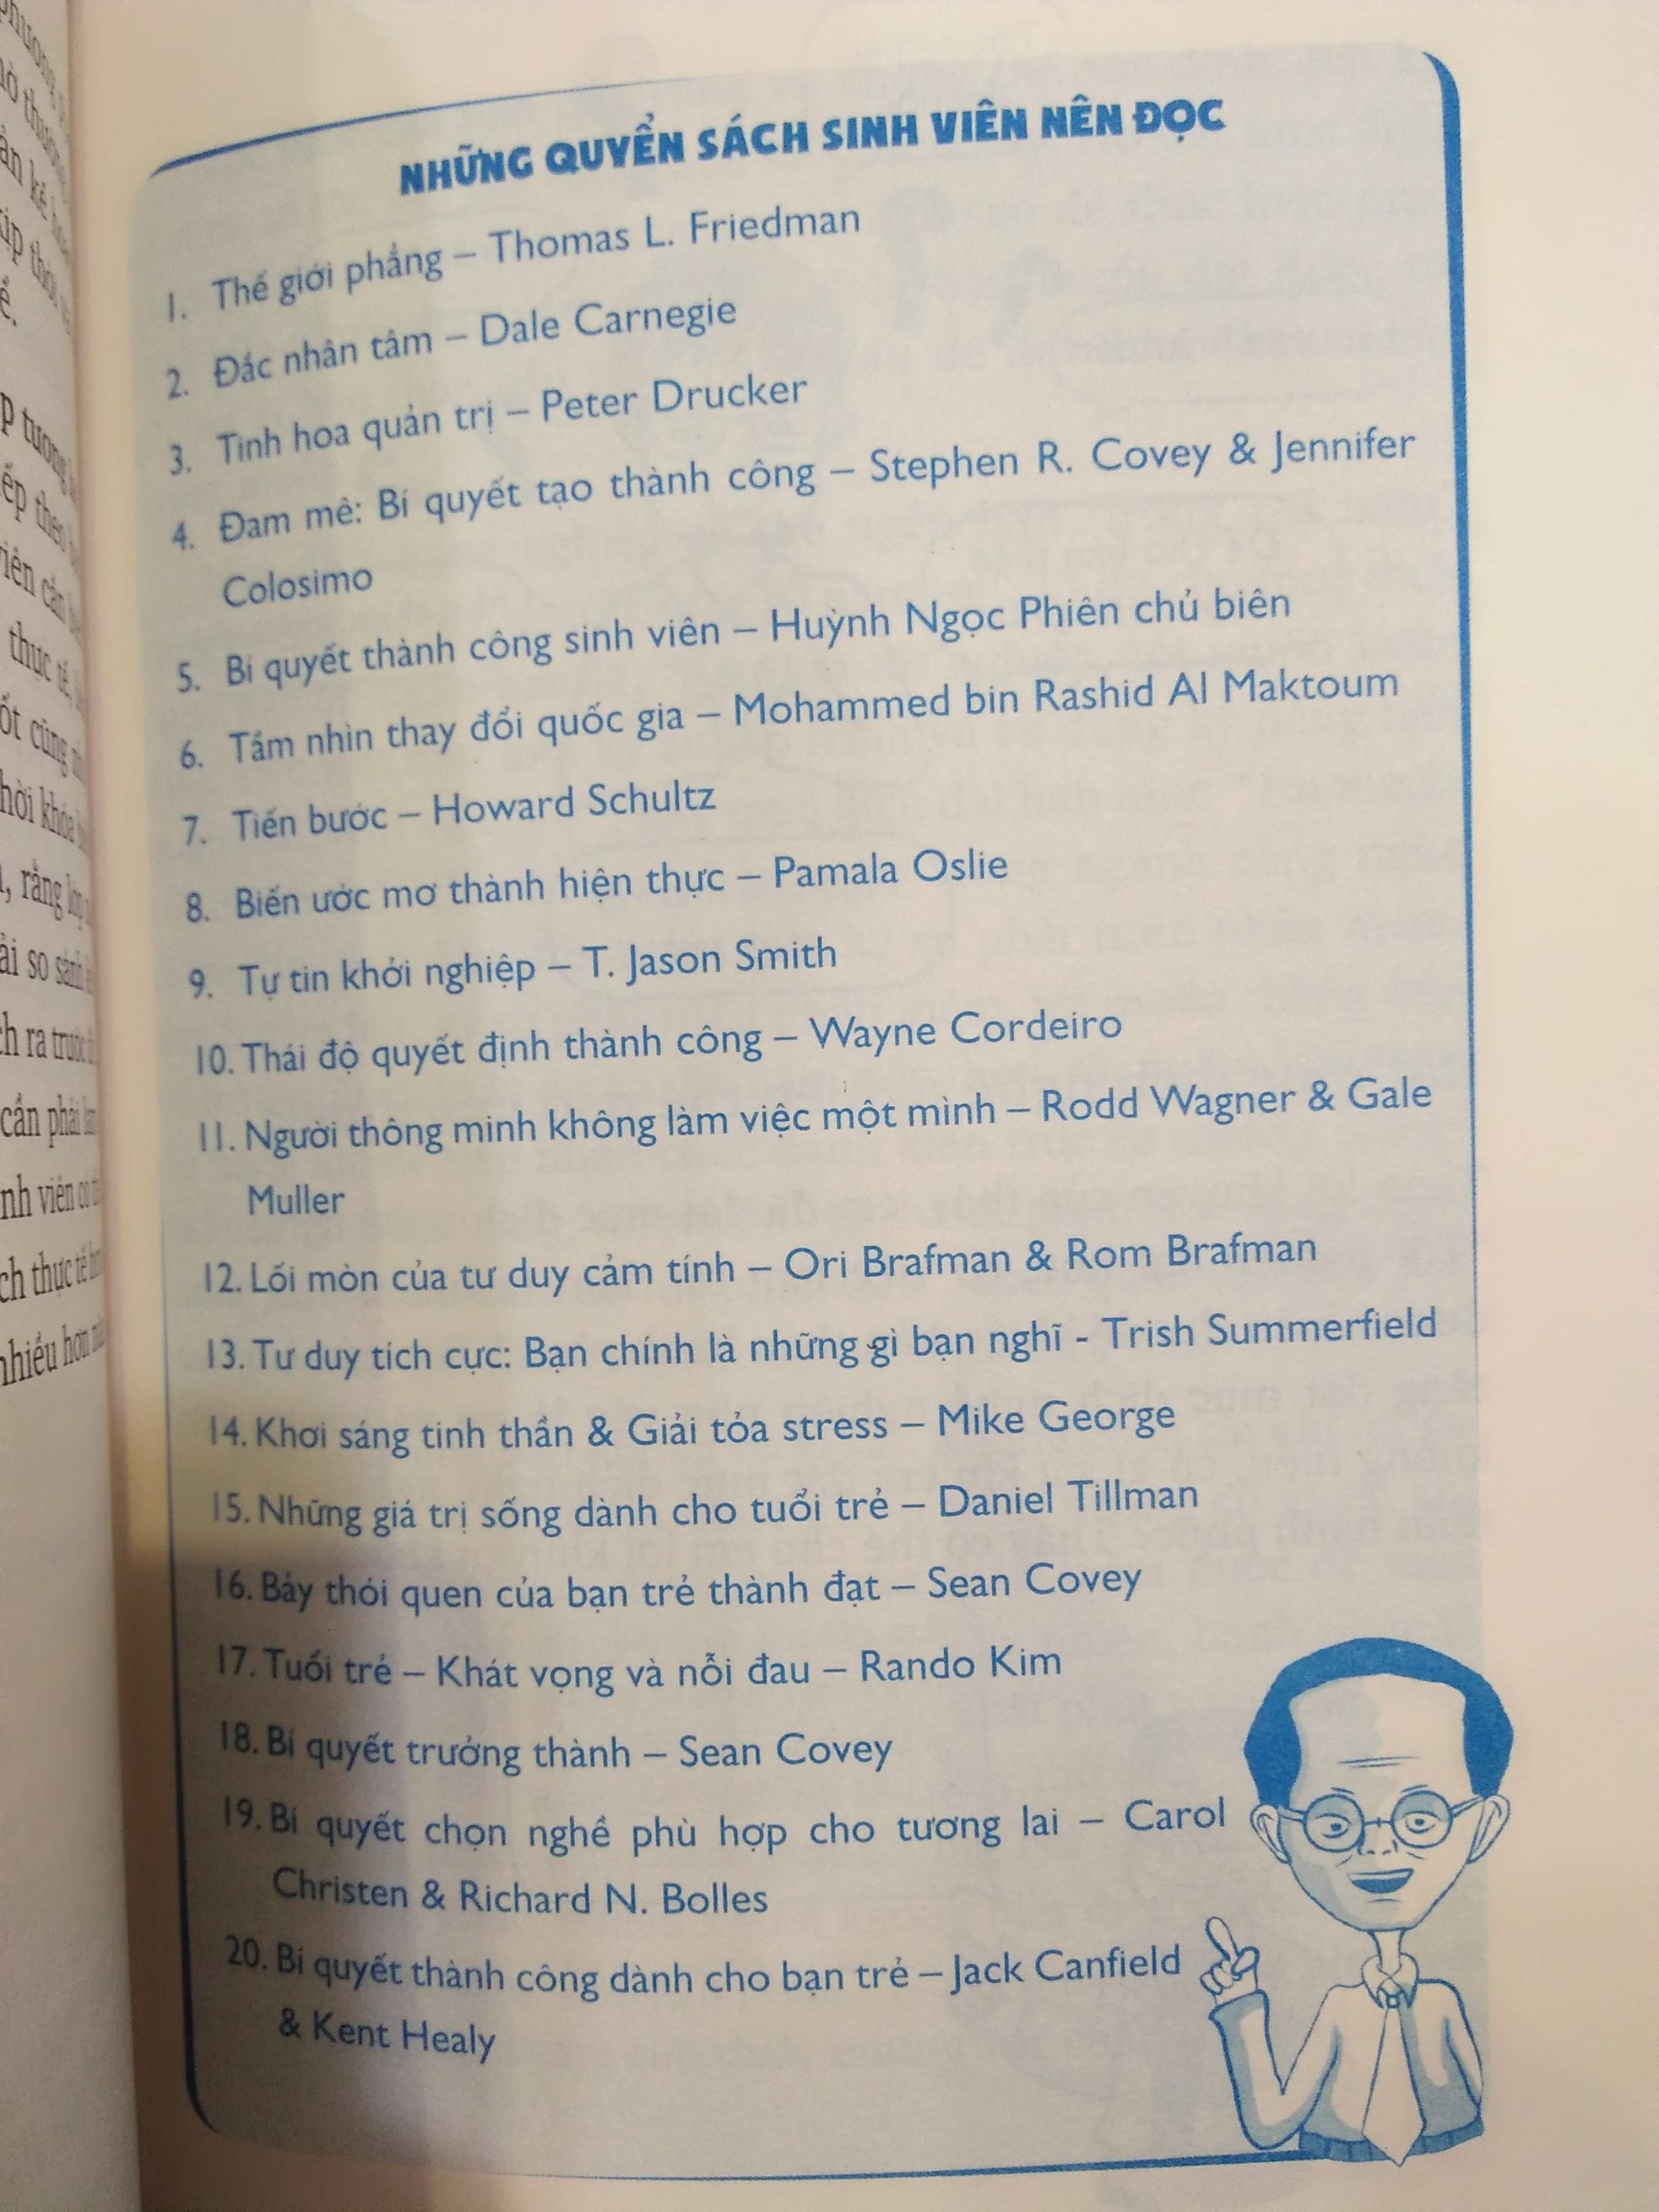 NHỮNG QUYỂN SÁCH SINH VIÊN NÊN ĐỌC
1. Thế giới phẳng – Thomas L. Friedman
2. Đắc nhân tâm – Dale Carnegie
3. Tinh hoa quản trị – Peter Drucker
4. Đam mê: Bí quyết tạo thành công – Stephen R. Covey & Jennifer
Colosimo
5. Bí quyết thành công sinh viên – Huỳnh Ngọc Phiên chủ biên
6. Tầm nhìn thay đổi quốc gia – Mohammed bin Rashid Al Maktoum
7. Tiến bước – Howard Schultz
8. Biến ước mơ thành hiện thực – Pamala Oslie
9. Tự tin khởi nghiệp – T. Jason Smith
10. Thái độ quyết định thành công – Wayne Cordeiro
11. Người thông minh không làm việc một mình – Rodd Wagner & Gale
Muller
12. Lối mòn của tư duy cảm tính – Ori Brafman & Rom Brafman
13. Tư duy tích cực: Bạn chính là những gì bạn nghĩ - Trish Summerfield
14. Khơi sáng tinh thần & Giải tỏa stress – Mike George
15. Những giá trị sống dành cho tuổi trẻ – Daniel Tillman
16. Bảy thói quen của bạn trẻ thành đạt – Sean Covey
17. Tuổi trẻ – Khát vọng và nỗi đau – Rando Kim
18. Bí quyết trưởng thành – Sean Covey
19. Bí quyết chọn nghề phù hợp cho tương lai – Carol
Christen & Richard N. Bolles
20. Bí quyết thành công dành cho bạn trẻ – Jack Canfield
& Kent Healy